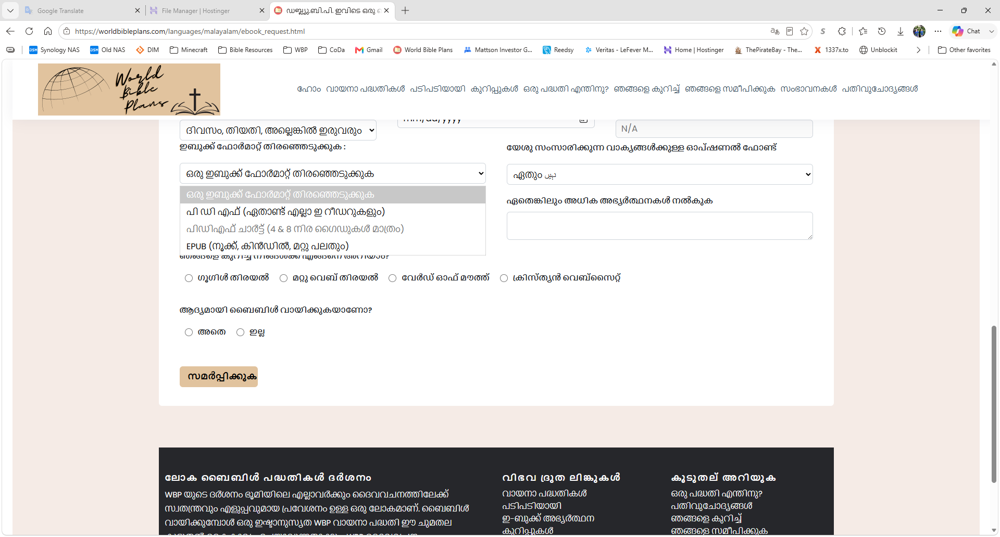 Google Translate
File Manager | Hostinger
ഡബ്ല്യു.ബി.പി. ഇവിടെ ഒരു
https://worldbibleplans.com/languages/malayalam/ebook_request.html
Chat
Synology NAS
Old NAS
DIM
Minecraft
Bible Resources
WBP
CoDa
Gmail
World Bible Plans
Mattson Investor G...
Reedsy
Veritas - LeFever M...
Home | Hostinger
ThePirateBay - The...
1337x.to
Unblockit
Other favorites
World
Bible
Plans
ഹോം വായനാ പദ്ധതികൾ പടിപടിയായി കുറിപ്പുകൾ ഒരു പദ്ധതി എന്തിനു? ഞങ്ങളെ കുറിച്ച് ഞങ്ങളെ സമീപിക്കുക സംഭാവനകൾ പതിവുചോദ്യങ്ങൾ
ദിവസം, തിയതി, അല്ലെങ്കിൽ ഇരുവരും
mm/dd/yyyy
N/A
ഇബുക്ക് ഫോർമാറ്റ് തിരഞ്ഞെടുക്കുക :
യേശു സംസാരിക്കുന്ന വാക്യങ്ങൾക്കുള്ള ഓപ്ഷണൽ ഫോണ്ട്
ഒരു ഇബുക്ക് ഫോർമാറ്റ് തിരഞ്ഞെടുക്കുക
ഏതും
ഒരു ഇബുക്ക് ഫോർമാറ്റ് തിരഞ്ഞെടുക്കുക
പി ഡി എഫ് (ഏതാണ്ട് എല്ലാ ഇ റീഡറുകളും)
പിഡിഎഫ് ചാർട്ട് (4 & 8 നിര ഗൈഡുകൾ മാത്രം)
EPUB (നൂക്ക്, കിൻഡിൽ, മറ്റു പലതും)
ഏതെങ്കിലും അധിക അഭ്യർത്ഥനകൾ നൽകുക
ഞങ്ങളെ കുറിച്ച് നിങ്ങൾക്ക് എങ്ങനെ അറിയാം?
ഗൂഗിൾ തിരയൽ
മറ്റു വെബ് തിരയൽ
വേർഡ് ഓഫ് മൗത്ത്
ക്രിസ്ത്യൻ വെബ്സൈറ്റ്
ആദ്യമായി ബൈബിൾ വായിക്കുകയാണോ?
അതെ
ഇല്ല
സമർപ്പിക്കുക
ലോക ബൈബിൾ പദ്ധതികൾ ദർശനം
WBP യുടെ ദർശനം ഭൂമിയിലെ എല്ലാവർക്കും ദൈവവചനത്തിലേക്ക്
സ്വതന്ത്രവും എളുപ്പവുമായ പ്രവേശനം ഉള്ള ഒരു ലോകമാണ്. ബൈബിൾ
വായിക്കുമ്പോൾ ഒരു ഇഷ്ടാനുസൃത WBP വായനാ പദ്ധതി ഈ ചുമതല
വിഭവ ദ്രുത ലിങ്കുകൾ
വായനാ പദ്ധതികൾ
പടിപടിയായി
ഇ-ബുക്ക് അഭ്യർത്ഥന
കുറിപ്പുകൾ
കൂടുതല് അറിയുക
ഒരു പദ്ധതി എന്തിനു?
പതിവുചോദ്യങ്ങൾ
ഞങ്ങളെ കുറിച്ച്
ഞങ്ങളെ സമീപിക്കുക